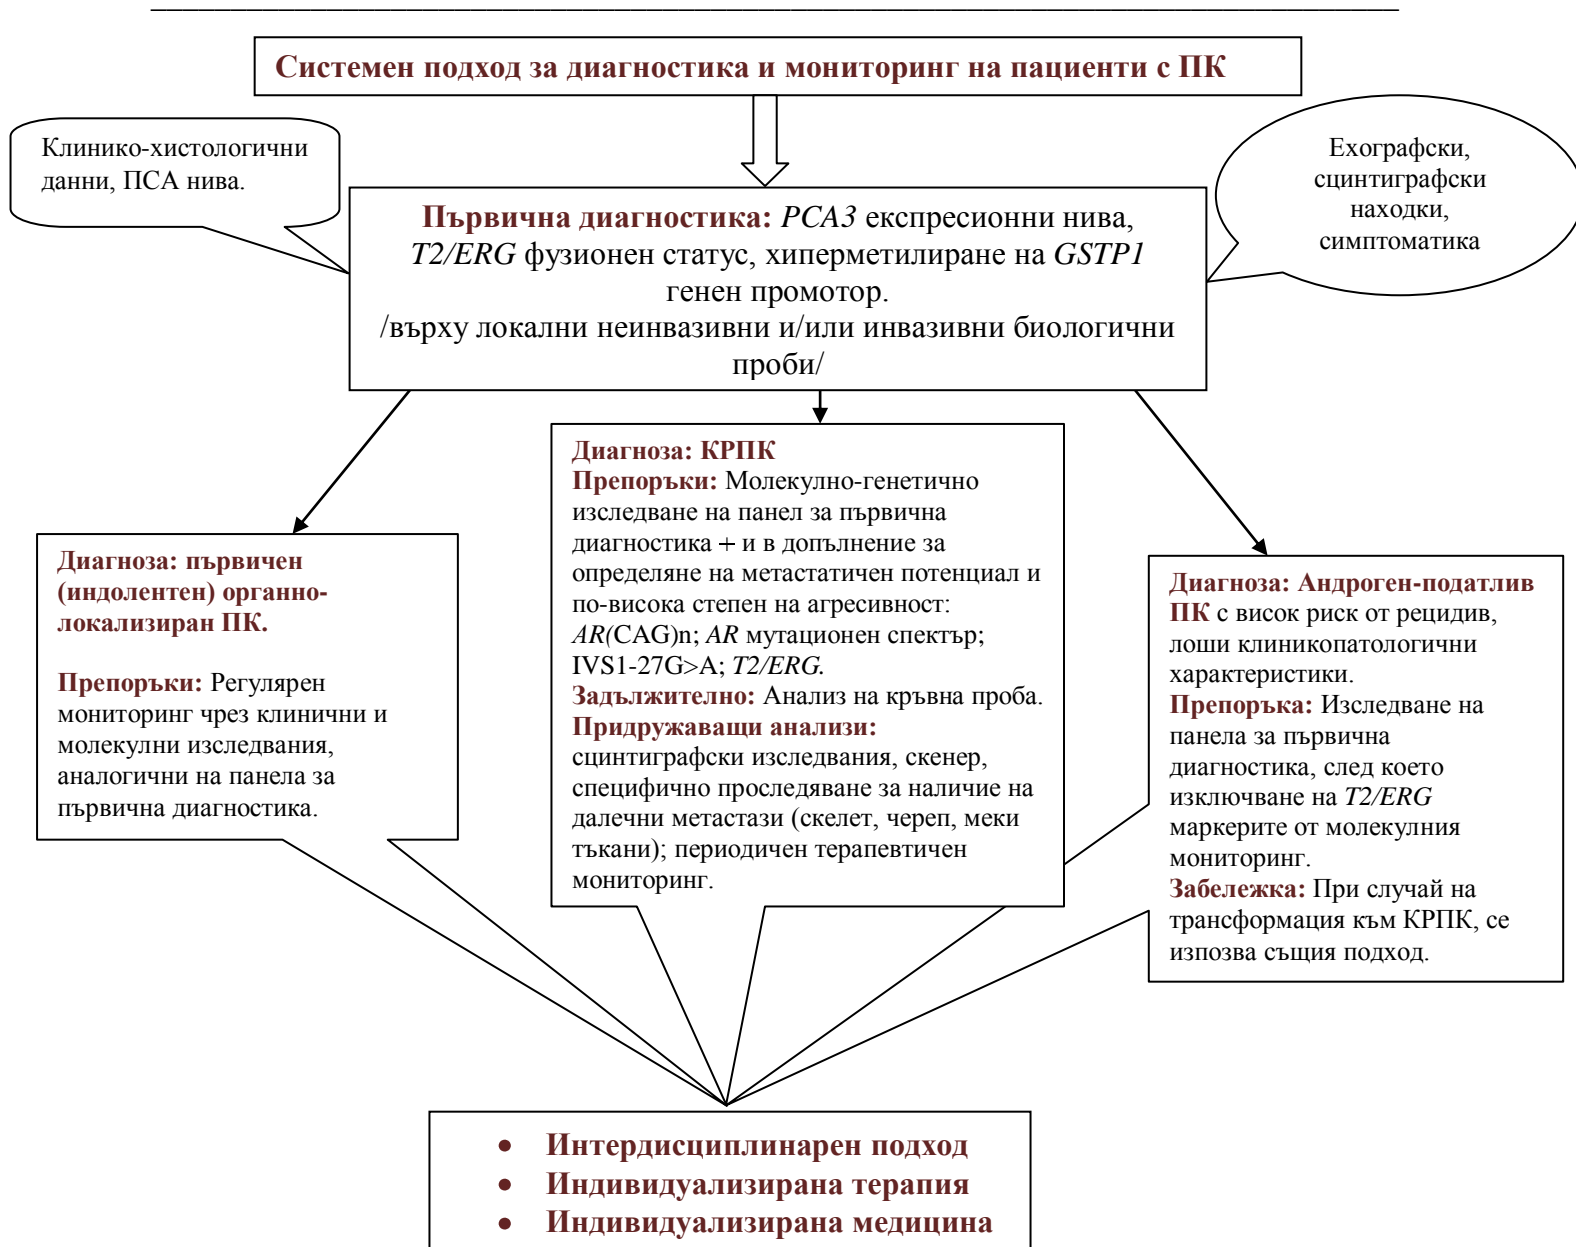 Системен подход за диагностика и мониторинг на пациенти с ПК
Клинико-хистологични
данни, ПСА нива.
Ехографски,
сцинтиграфски
находки,
симптоматика
Първична диагностика: PCA3 експресионни нива,
T2/ERG фузионен статус, хиперметилиране на GSTP1
генен промотор.
/върху локални неинвазивни и/или инвазивни биологични
проби/
Диагноза: първичен
(индолентен) органно-
локализиран ПК.
Препоръки: Регулярен
мониторинг чрез клинични и
молекулни изследвания,
аналогични на панела за
първична диагностика.
Диагноза: КРПК
Препоръки: Молекулно-генетично
изследване на панел за първична
диагностика + и в допълнение за
определяне на метастатичен потенциал и
по-висока степен на агресивност:
AR(CAG)n; AR мутационен спектър;
IVS1-27G>A; T2/ERG.
Задължително: Анализ на кръвна проба.
Придружаващи анализи:
сцинтиграфски изследвания, скенер,
специфично проследяване за наличие на
далечни метастази (скелет, череп, меки
тъкани); периодичен терапевтичен
мониторинг.
Диагноза: Андроген-податлив
ПК с висок риск от рецидив,
лоши клиникопатологични
характеристики.
Препоръка: Изследване на
панела за първична
диагностика, след което
изключване на T2/ERG
маркерите от молекулния
мониторинг.
Забележка: При случай на
трансформация към КРПК, се
изпозва същия подход.
• Интердисциплинарен подход
• Индивидуализирана терапия
• Индивидуализирана медицина